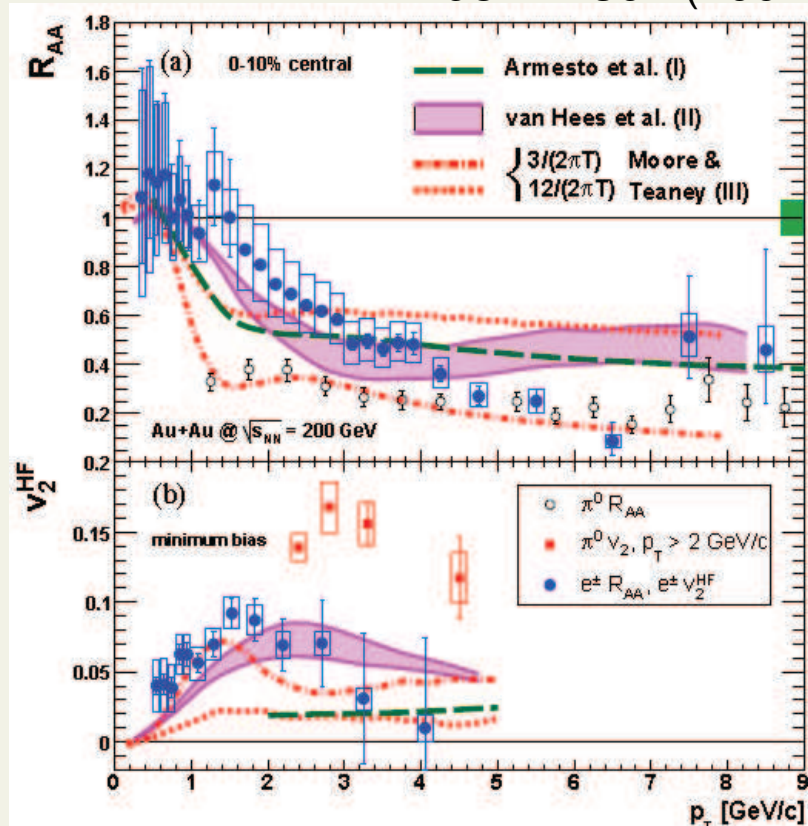 R_AA
1.8
1.6
1.4
1.2
1
0.8
0.6
0.4
0.2
(a)
0-10% central
Armesto et al. (I)
van Hees et al. (II)
3/(2πT) Moore &
12/(2πT) Teaney (III)
Au+Au @ √s_NN = 200 GeV
v_2^HF
0.2
0.15
0.1
0.05
0
(b)
minimum bias
π⁰ R_AA
π⁰ v₂, p_T > 2 GeV/c
e± R_AA, e± v_2^HF
0 1 2 3 4 5 6 7 8 9
p_T [GeV/c]